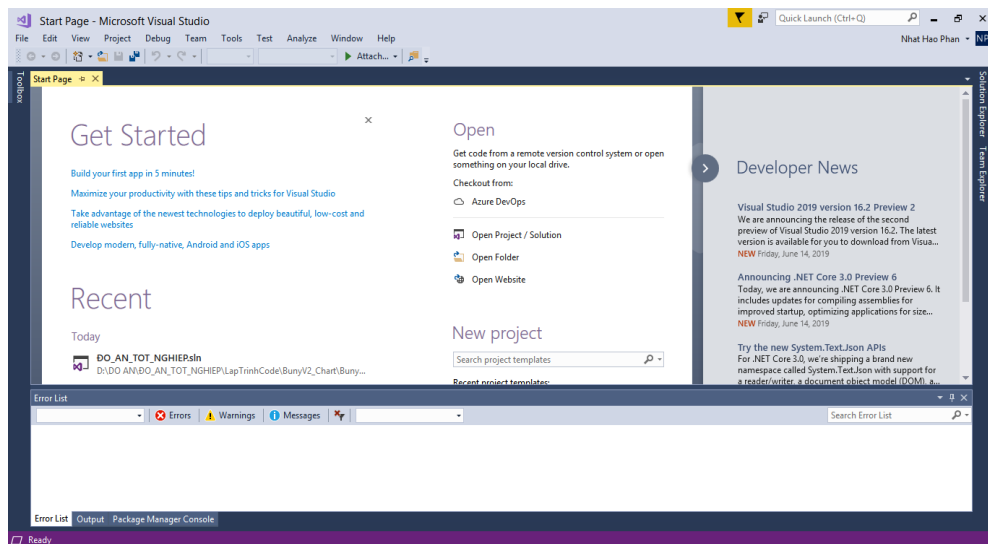 Start Page - Microsoft Visual Studio
Quick Launch (Ctrl+Q)
File Edit View Project Debug Team Tools Test Analyze Window Help
Nhat Hao Phan NP
Attach...
Toolbox
Start Page
Get Started
Build your first app in 5 minutes!
Maximize your productivity with these tips and tricks for Visual Studio
Take advantage of the newest technologies to deploy beautiful, low-cost and
reliable websites
Develop modern, fully-native, Android and iOS apps
Recent
Today
ĐO_AN_TOT_NGHIEP.sln
D:\DO AN\ĐO_AN_TOT_NGHIEP\LapTrinhCode\BunyV2_Chart\Buny...
Open
Get code from a remote version control system or open
something on your local drive.
Checkout from:
Azure DevOps
Open Project / Solution
Open Folder
Open Website
New project
Search project templates
Recent project templates:
Developer News
Visual Studio 2019 version 16.2 Preview 2
We are announcing the release of the second
preview of Visual Studio 2019 version 16.2. The latest
version is available for you to download from Visua...
NEW Friday, June 14, 2019
Announcing .NET Core 3.0 Preview 6
Today, we are announcing .NET Core 3.0 Preview 6. It
includes updates for compiling assemblies for
improved startup, optimizing applications for size...
NEW Friday, June 14, 2019
Try the new System.Text.Json APIs
For .NET Core 3.0, we're shipping a brand new
namespace called System.Text.Json with support for
a reader/writer, a document object model (DOM), a...
Solution Explorer
Team Explorer
Error List
Errors Warnings Messages
Search Error List
Error List Output Package Manager Console
Ready